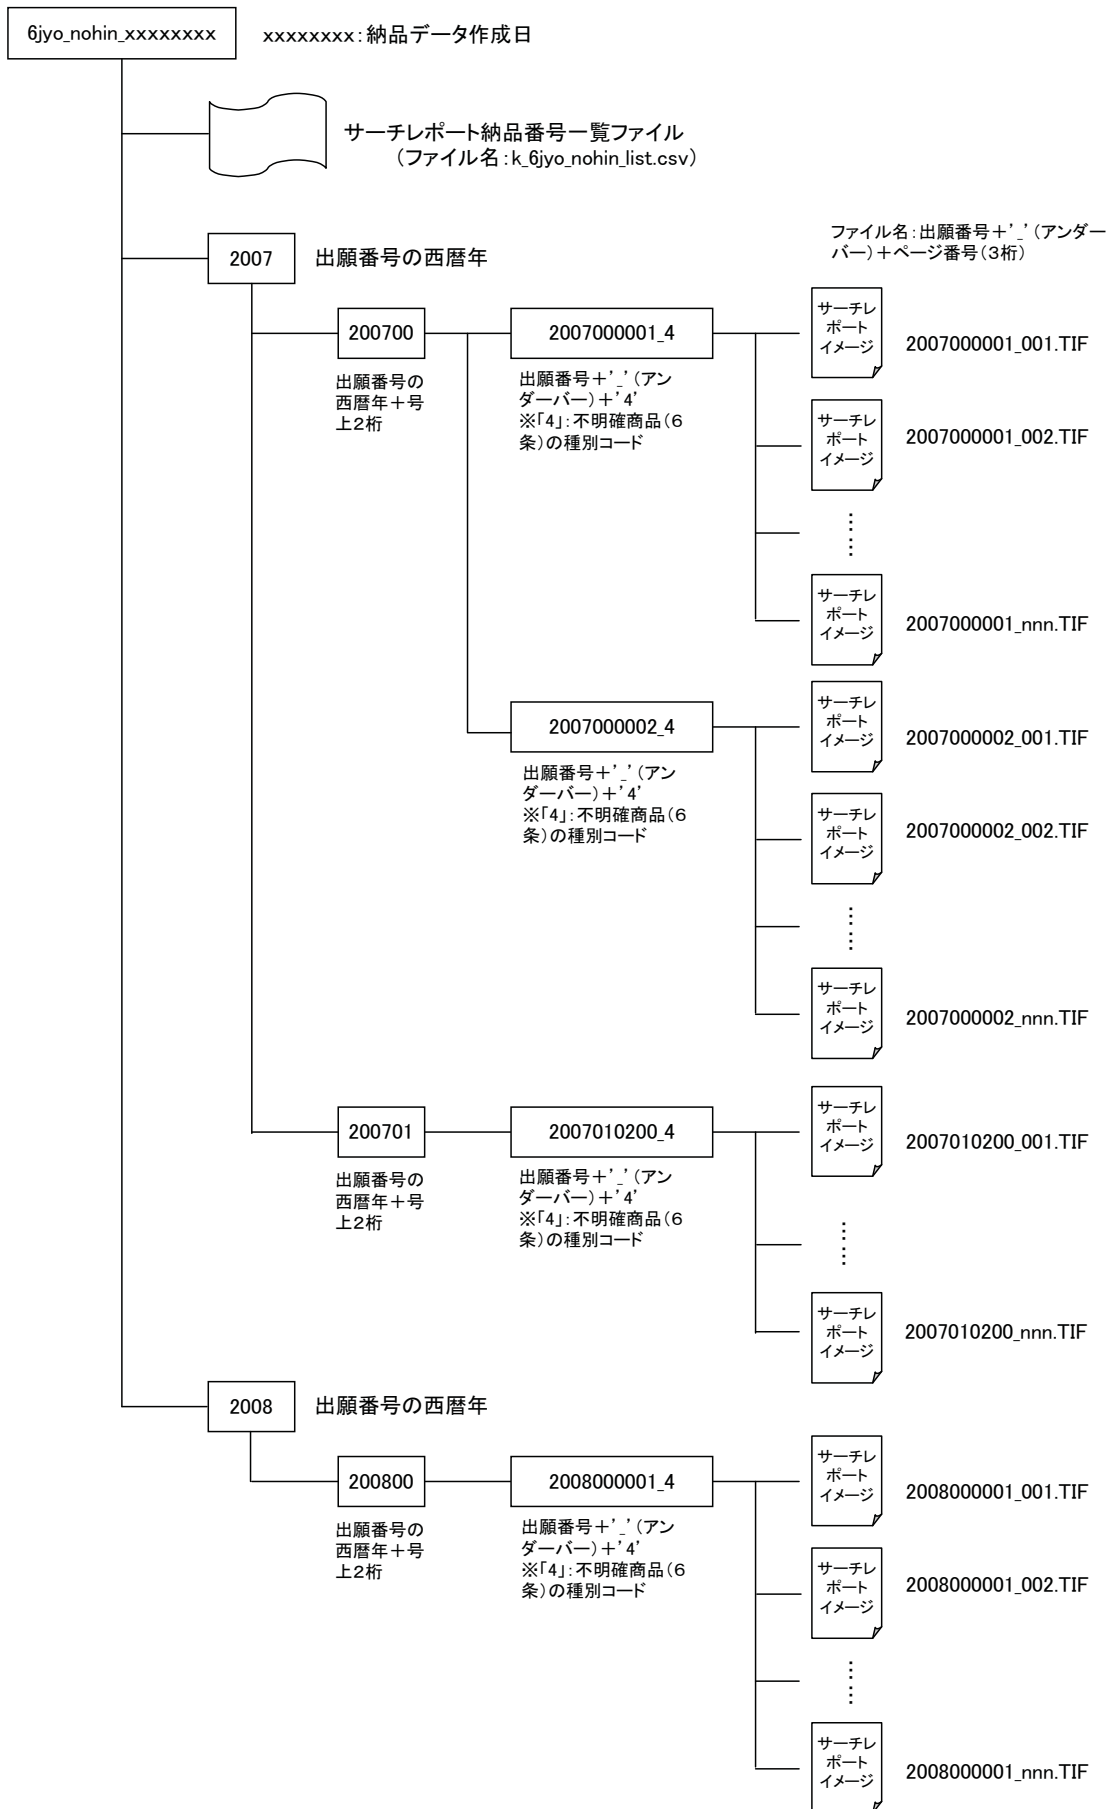 6jyo_nohin_xxxxxxxx
xxxxxxxx：納品データ作成日
サーチレポート納品番号一覧ファイル
（ファイル名：k_6jyo_nohin_list.csv）
ファイル名：出願番号＋’_’（アンダー
バー）＋ページ番号（３桁）
2007
出願番号の西暦年
200700
出願番号の
西暦年＋号
上２桁
2007000001_4
出願番号＋’_’（アン
ダーバー）＋’4’
※「4」：不明確商品（６
条）の種別コード
サーチレ
ポート
イメージ
2007000001_001.TIF
サーチレ
ポート
イメージ
2007000001_002.TIF
……
サーチレ
ポート
イメージ
2007000001_nnn.TIF
2007000002_4
出願番号＋’_’（アン
ダーバー）＋’4’
※「4」：不明確商品（６
条）の種別コード
サーチレ
ポート
イメージ
2007000002_001.TIF
サーチレ
ポート
イメージ
2007000002_002.TIF
……
サーチレ
ポート
イメージ
2007000002_nnn.TIF
200701
出願番号の
西暦年＋号
上２桁
2007010200_4
出願番号＋’_’（アン
ダーバー）＋’4’
※「4」：不明確商品（６
条）の種別コード
サーチレ
ポート
イメージ
2007010200_001.TIF
……
サーチレ
ポート
イメージ
2007010200_nnn.TIF
2008
出願番号の西暦年
200800
出願番号の
西暦年＋号
上２桁
2008000001_4
出願番号＋’_’（アン
ダーバー）＋’4’
※「4」：不明確商品（６
条）の種別コード
サーチレ
ポート
イメージ
2008000001_001.TIF
サーチレ
ポート
イメージ
2008000001_002.TIF
……
サーチレ
ポート
イメージ
2008000001_nnn.TIF